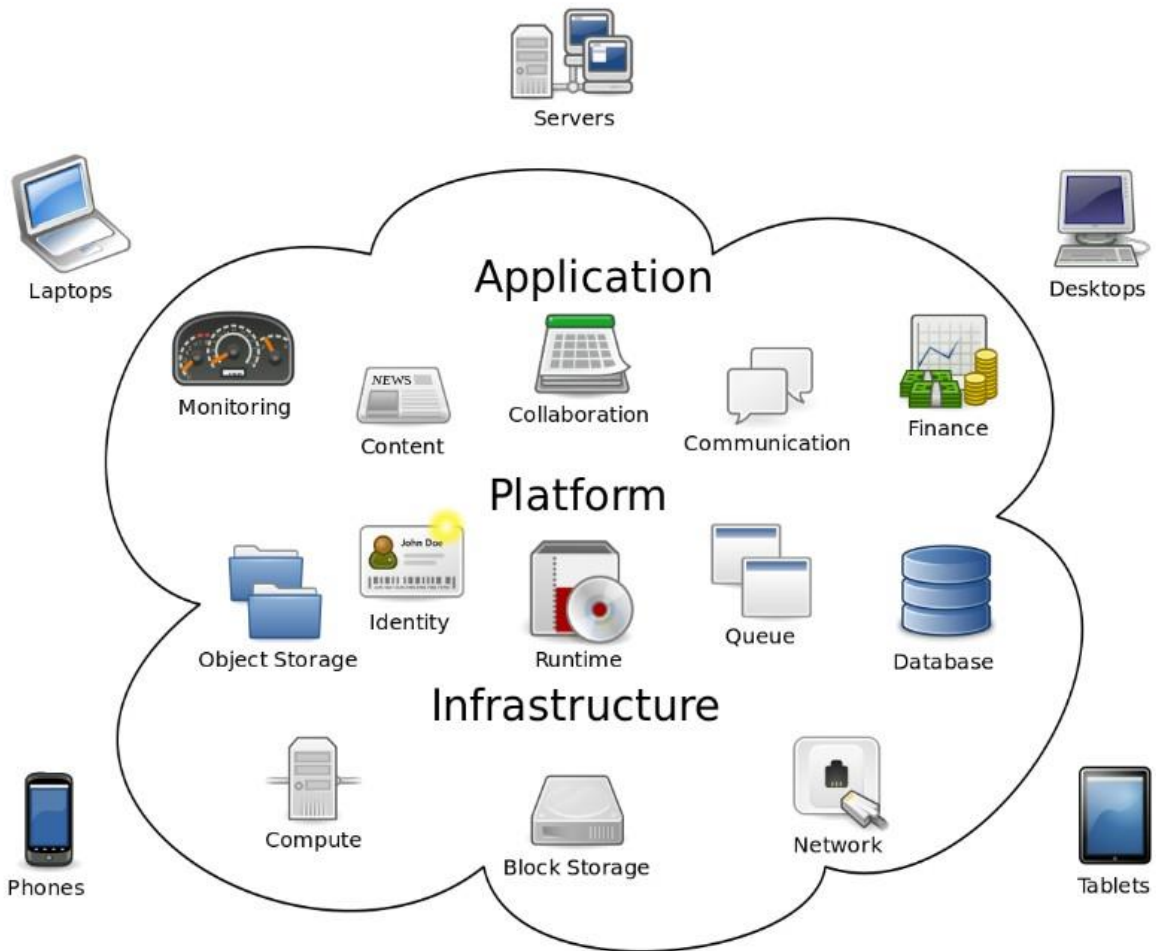 Servers
Laptops
Desktops
Application
Monitoring
NEWS
Content
Collaboration
Communication
Finance
Platform
John Doe
Object Storage
Identity
Runtime
Queue
Database
Infrastructure
Compute
Block Storage
Network
Phones
Tablets